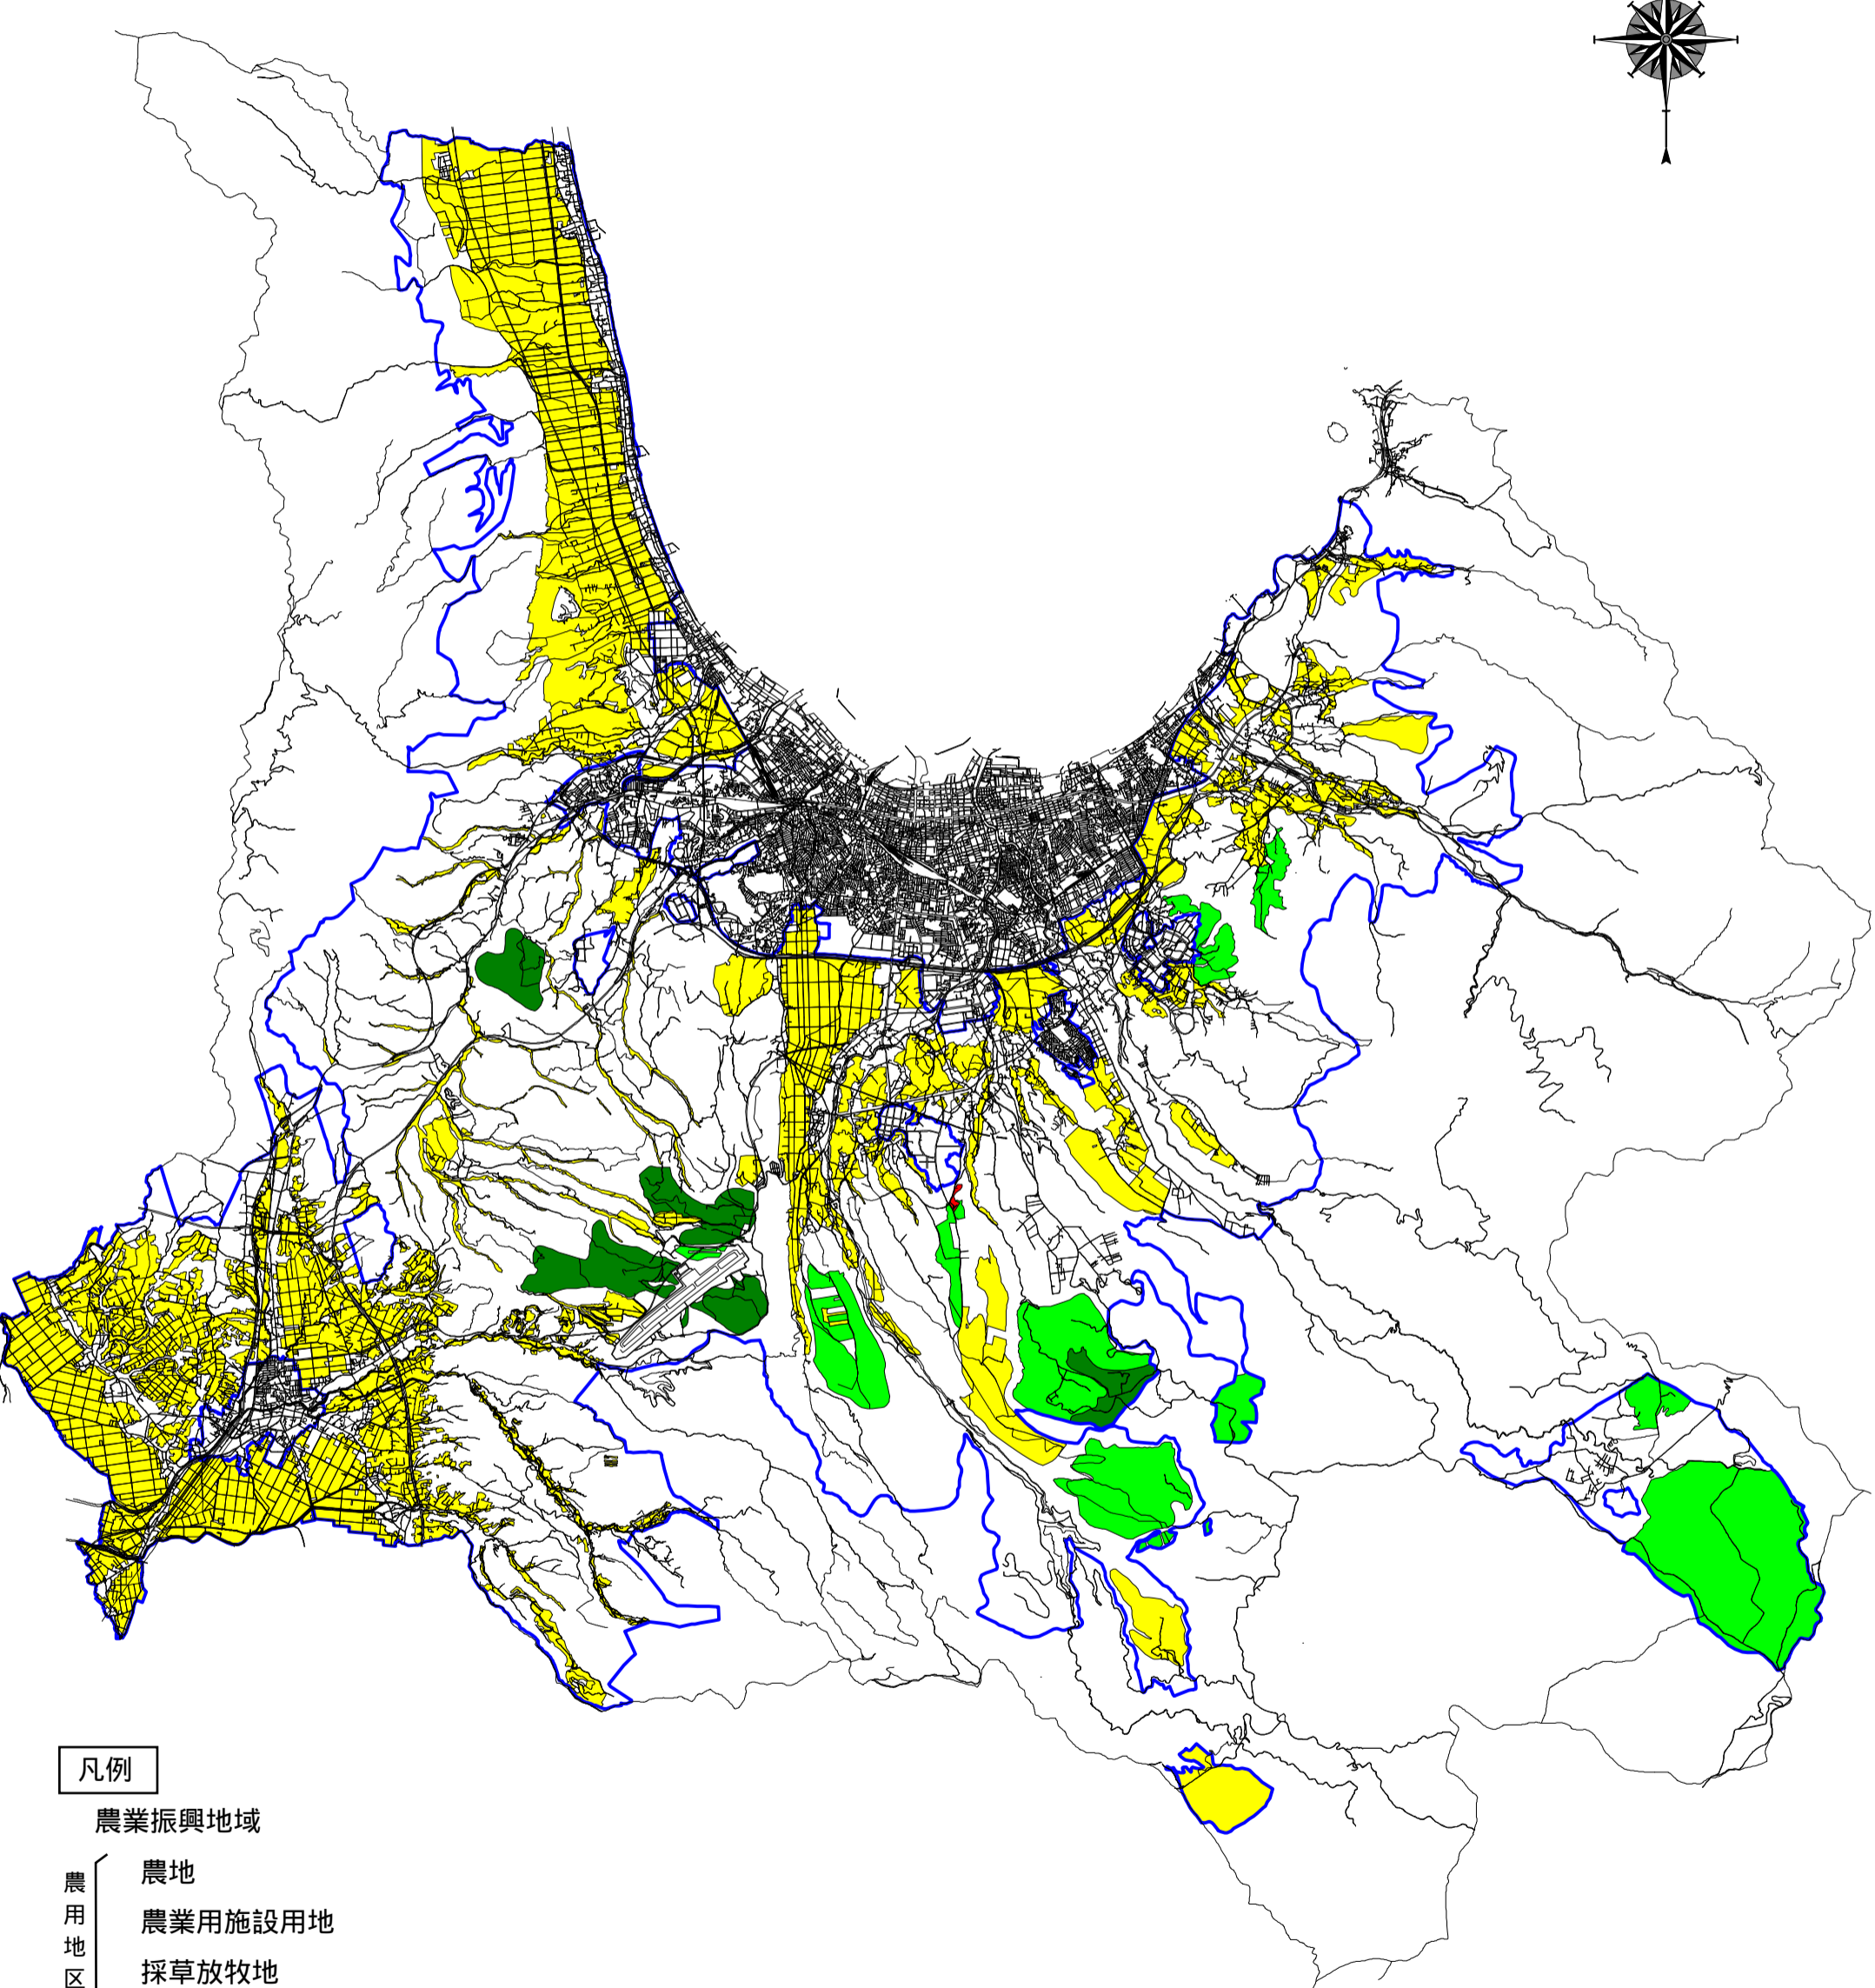 凡例
農業振興地域
農用地区
農地
農業用施設用地
採草放牧地